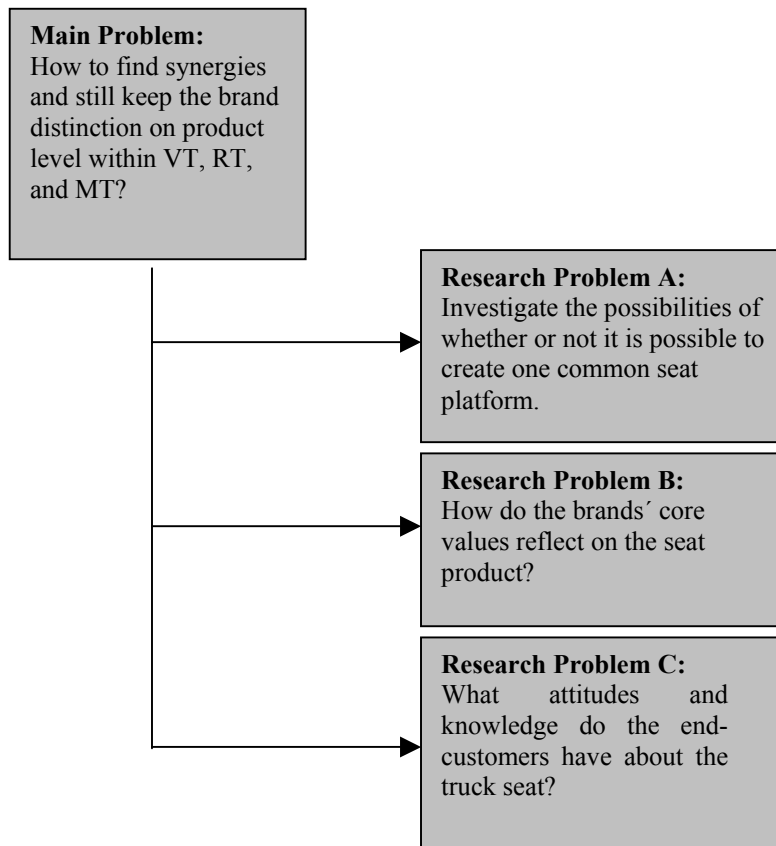 Main Problem:
How to find synergies
and still keep the brand
distinction on product
level within VT, RT,
and MT?
Research Problem A:
Investigate the possibilities of
whether or not it is possible to
create one common seat
platform.
Research Problem B:
How do the brands´ core
values reflect on the seat
product?
Research Problem C:
What attitudes and
knowledge do the end-
customers have about the
truck seat?